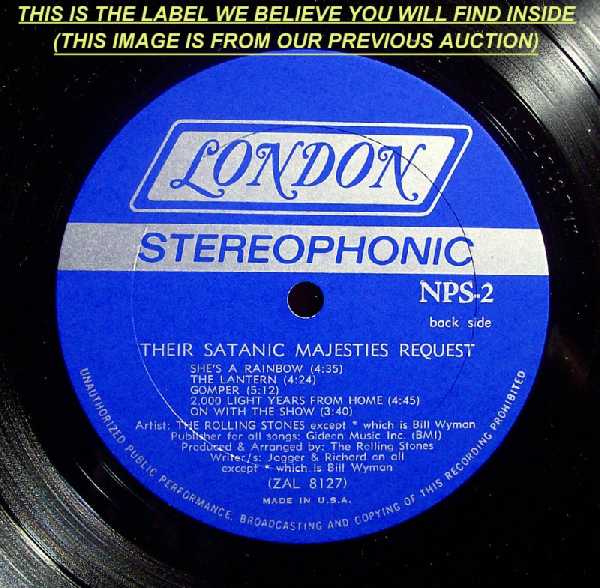 THIS IS THE LABEL WE BELIEVE YOU WILL FIND INSIDE
(THIS IMAGE IS FROM OUR PREVIOUS AUCTION)
LONDON
STEREOPHONIC
NPS-2
back side
THEIR SATANIC MAJESTIES REQUEST
SHE'S A RAINBOW (4:35)
THE LANTERN (4:24)
GOMPER (5:12)
2,000 LIGHT YEARS FROM HOME (4:45)
ON WITH THE SHOW (3:40)
Artist: THE ROLLING STONES except * which is Bill Wyman
Publisher for all songs: Gideon Music Inc. (BMI)
Produced & Arranged by: The Rolling Stones
Writer/s: Jagger & Richard on all
except * which is Bill Wyman
(ZAL 8127)
MADE IN U.S.A.
UNAUTHORIZED PUBLIC PERFORMANCE, BROADCASTING AND COPYING OF THIS RECORDING PROHIBITED